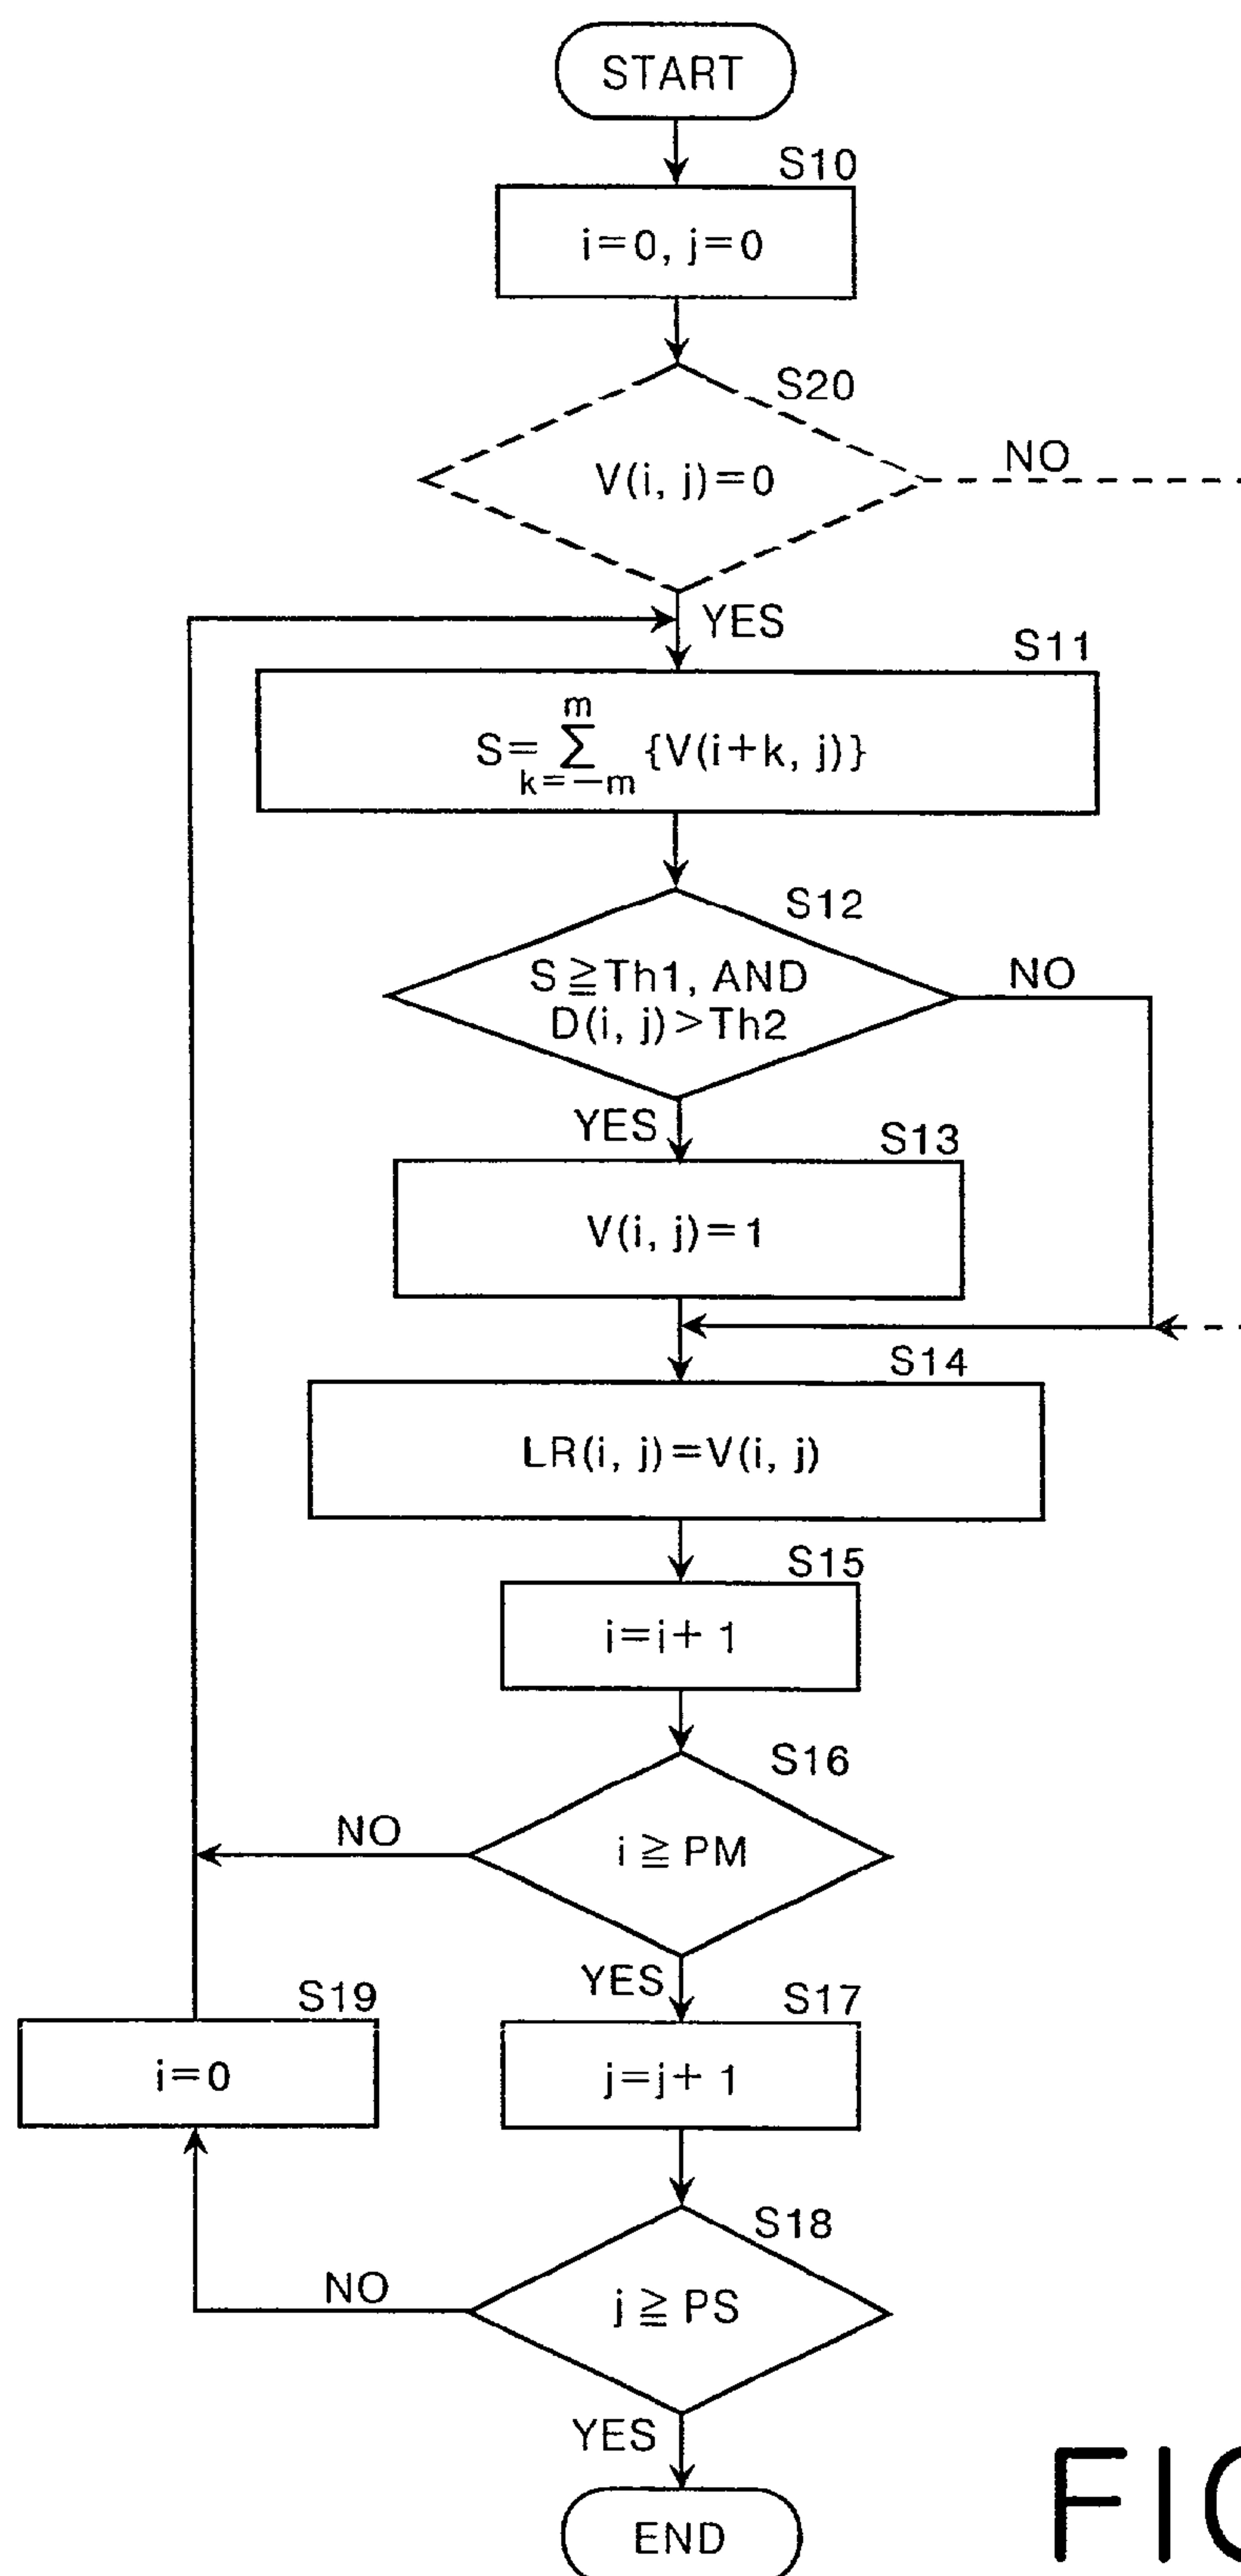 START
S10
i=0, j=0
S20
V(i, j)=0
NO
YES
S11
m
S=Σ{V(i+k, j)}
k=−m
S12
S≧Th1, AND
D(i, j)>Th2
NO
YES
S13
V(i, j)=1
S14
LR(i, j)=V(i, j)
S15
i=i+1
S16
i≧PM
NO
YES
S17
j=j+1
S19
i=0
S18
j≧PS
NO
YES
END
FIG